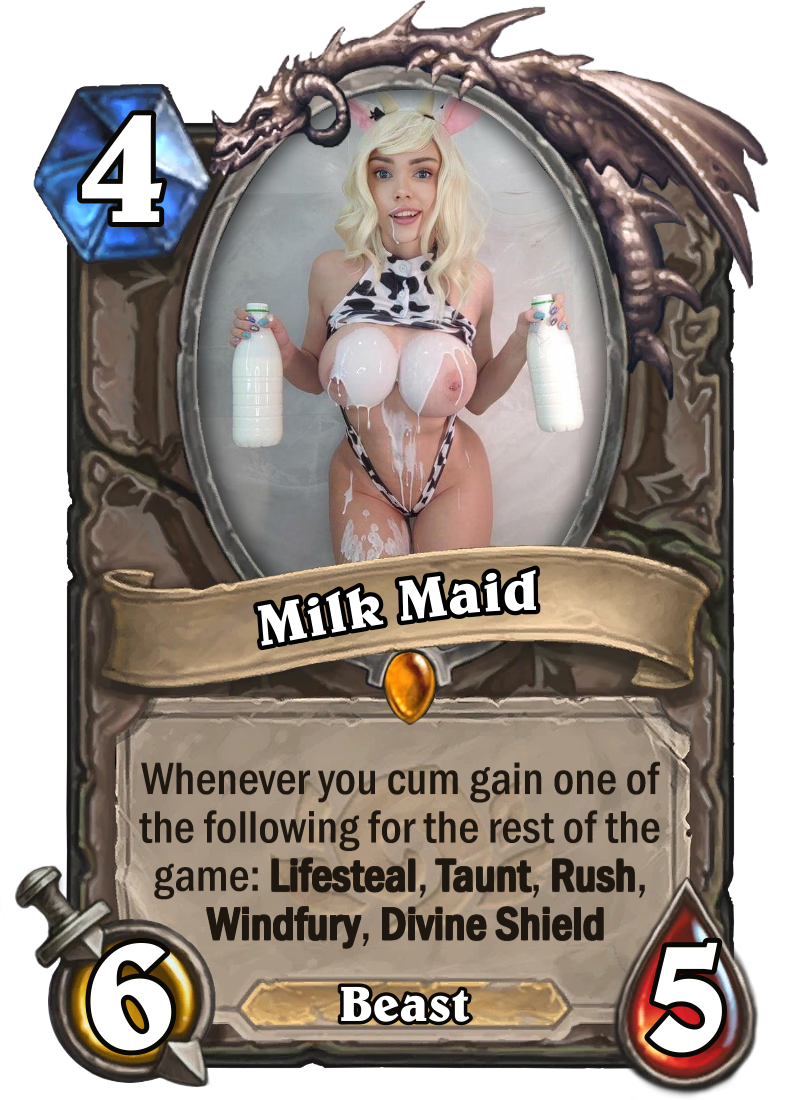 4
Milk Maid
Whenever you cum gain one of
the following for the rest of the
game: Lifesteal, Taunt, Rush,
Windfury, Divine Shield
6
Beast
5